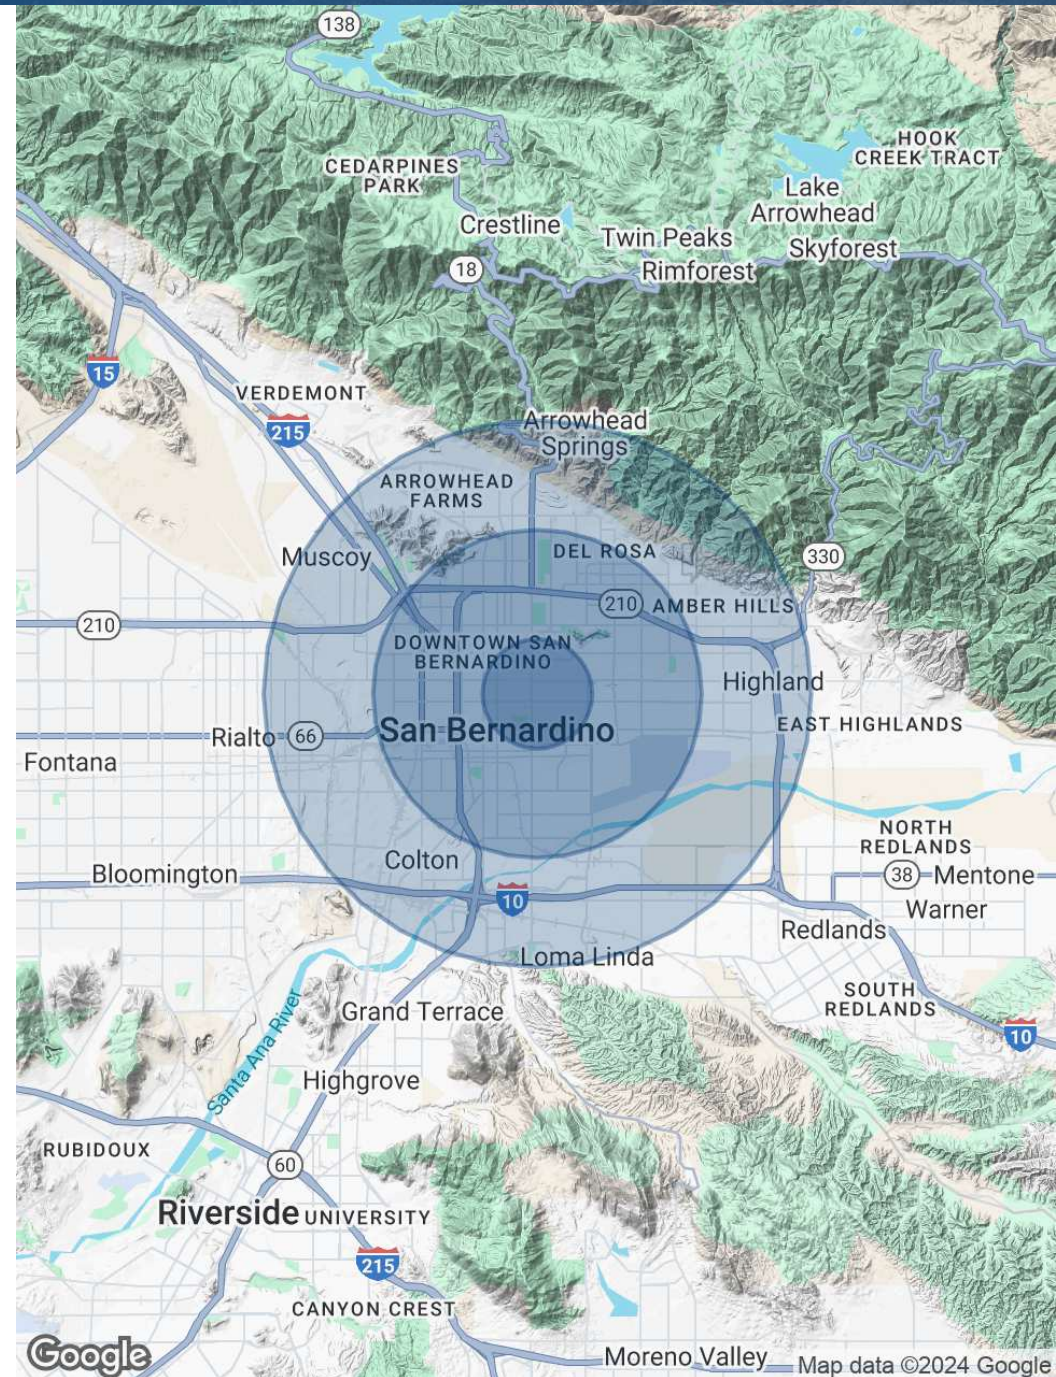 138
HOOK
CREEK TRACT
CEDARPINES
PARK
Lake
Arrowhead
Crestline
Twin Peaks
Skyforest
18
Rimforest
15
VERDEMONT
215
Arrowhead
Springs
ARROWHEAD
FARMS
Muscoy
DEL ROSA
330
210
210
AMBER HILLS
DOWNTOWN SAN
BERNARDINO
Highland
EAST HIGHLANDS
San Bernardino
Rialto
66
Fontana
NORTH
REDLANDS
Colton
Bloomington
38
Mentone
10
Warner
Redlands
Loma Linda
SOUTH
REDLANDS
Grand Terrace
10
Santa Ana River
Highgrove
RUBIDOUX
60
Riverside
UNIVERSITY
215
CANYON CREST
Google
Moreno Valley
Map data ©2024 Google